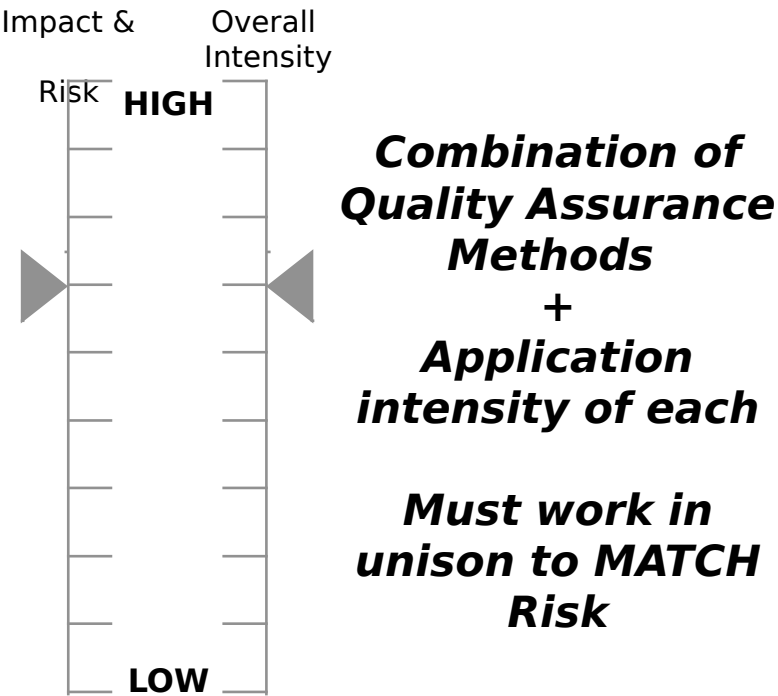 Impact &
Risk
Overall
Intensity
HIGH
LOW
Combination of
Quality Assurance
Methods
+
Application
intensity of each
Must work in
unison to MATCH
Risk